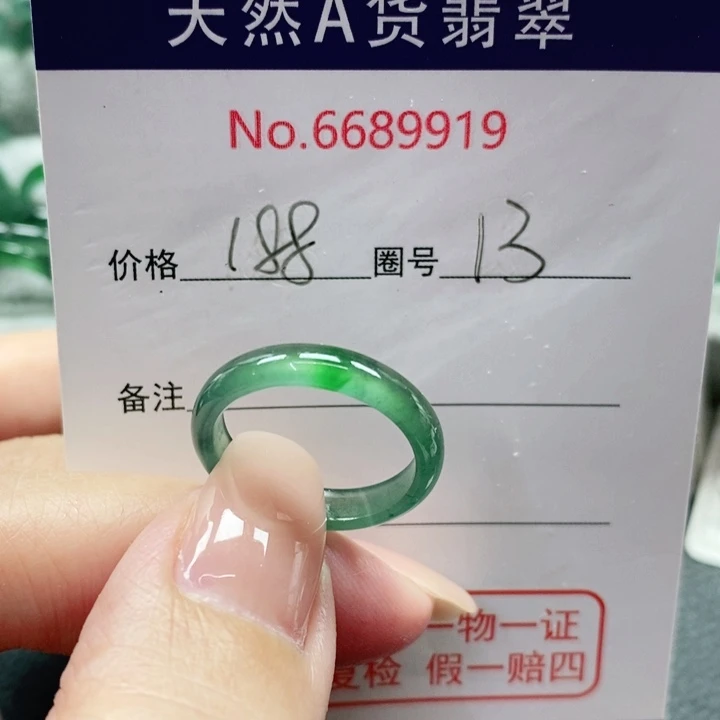 天然A货翡翠
No.6689919
价格 188 圈号 13
备注
一物一证
复检 假一赔四